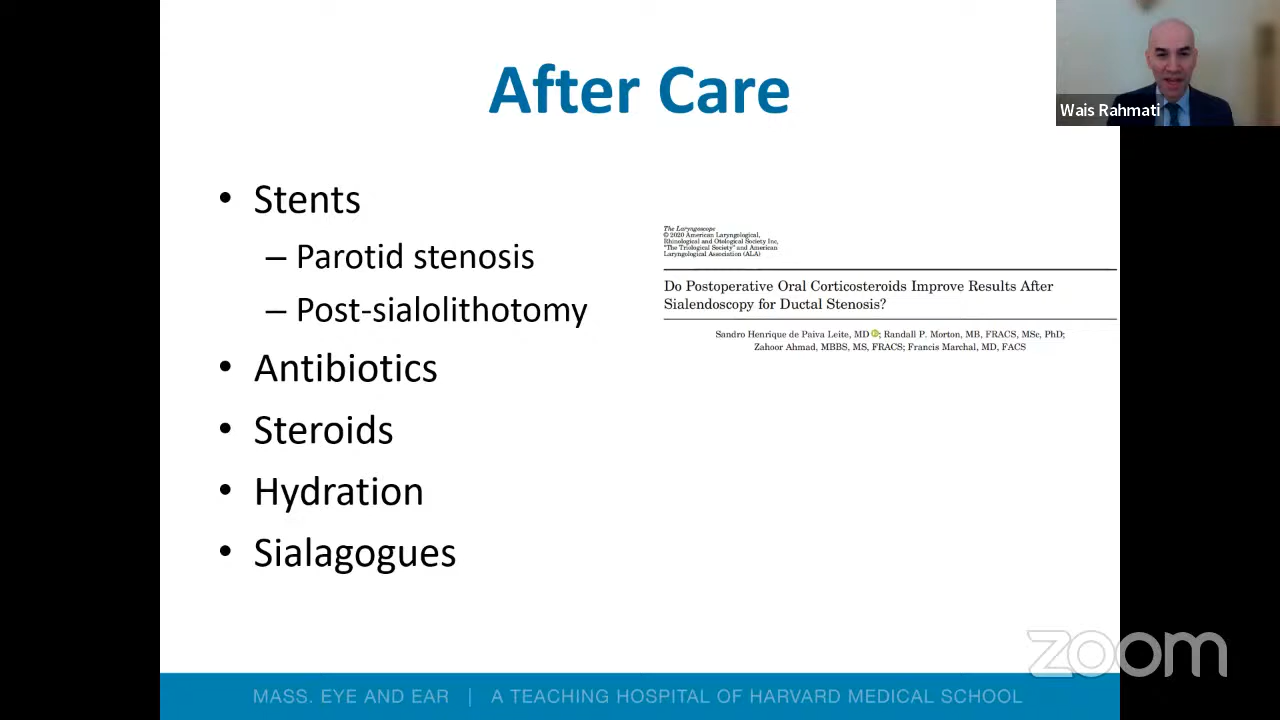 After Care
Wais Rahmati
• Stents
– Parotid stenosis
– Post-sialolithotomy
• Antibiotics
• Steroids
• Hydration
• Sialagogues
The Laryngoscope
© 2020 American Laryngological,
Rhinological and Otological Society Inc,
"The Triological Society" and American
Laryngological Association (ALA)
Do Postoperative Oral Corticosteroids Improve Results After
Sialendoscopy for Ductal Stenosis?
Sandro Henrique de Paiva Leite, MD iD; Randall P. Morton, MB, FRACS, MSc, PhD;
Zahoor Ahmad, MBBS, MS, FRACS; Francis Marchal, MD, FACS
zoom
MASS. EYE AND EAR | A TEACHING HOSPITAL OF HARVARD MEDICAL SCHOOL